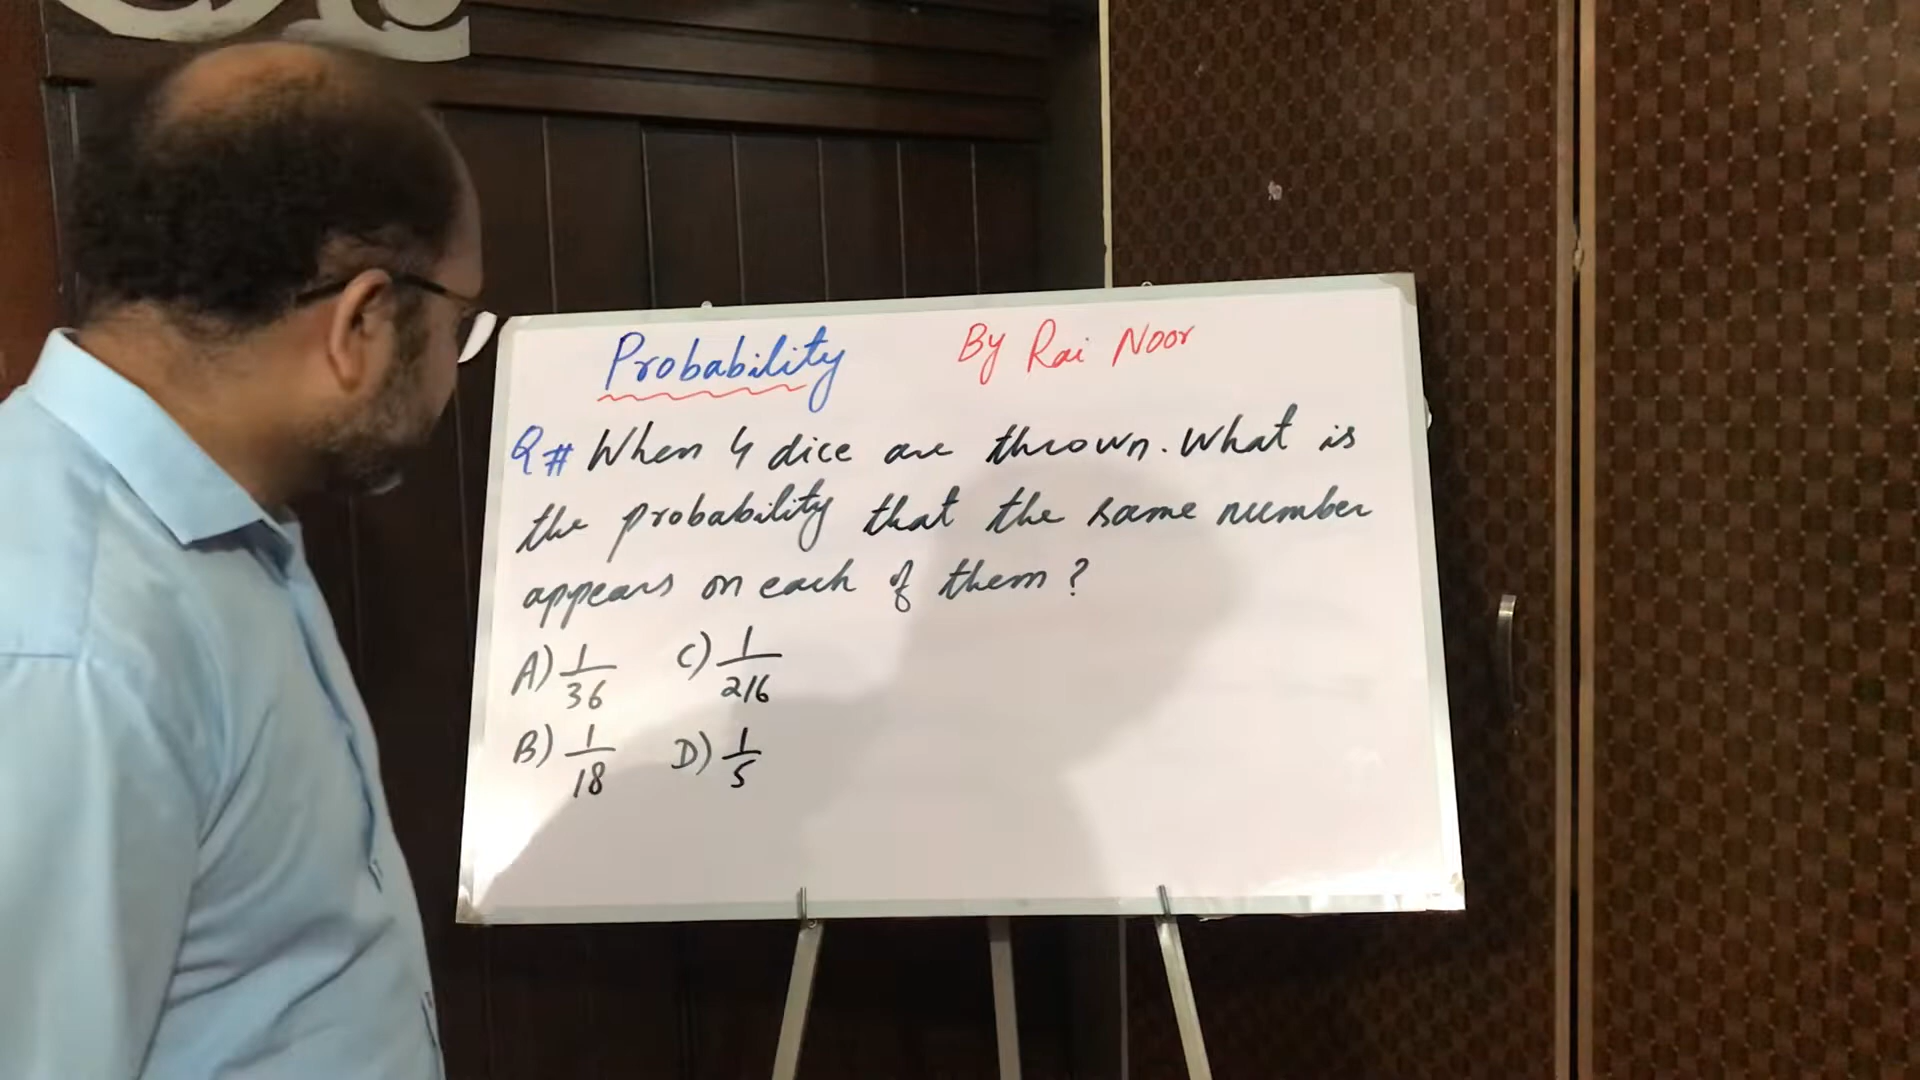 Probability By Rai Noor
Q# When 4 dice are thrown. What is
the probability that the same number
appears on each of them?
A) 1/36 C) 1/216
B) 1/18 D) 1/5